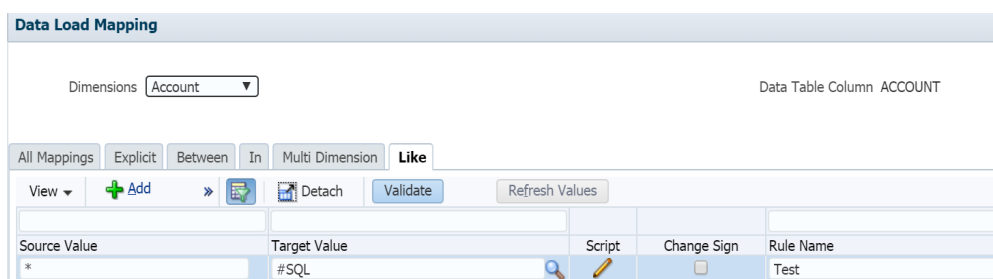 Data Load Mapping
Dimensions Account Data Table Column ACCOUNT
All Mappings Explicit Between In Multi Dimension Like
View Add » Detach Validate Refresh Values
Source Value Target Value Script Change Sign Rule Name
* #SQL Test